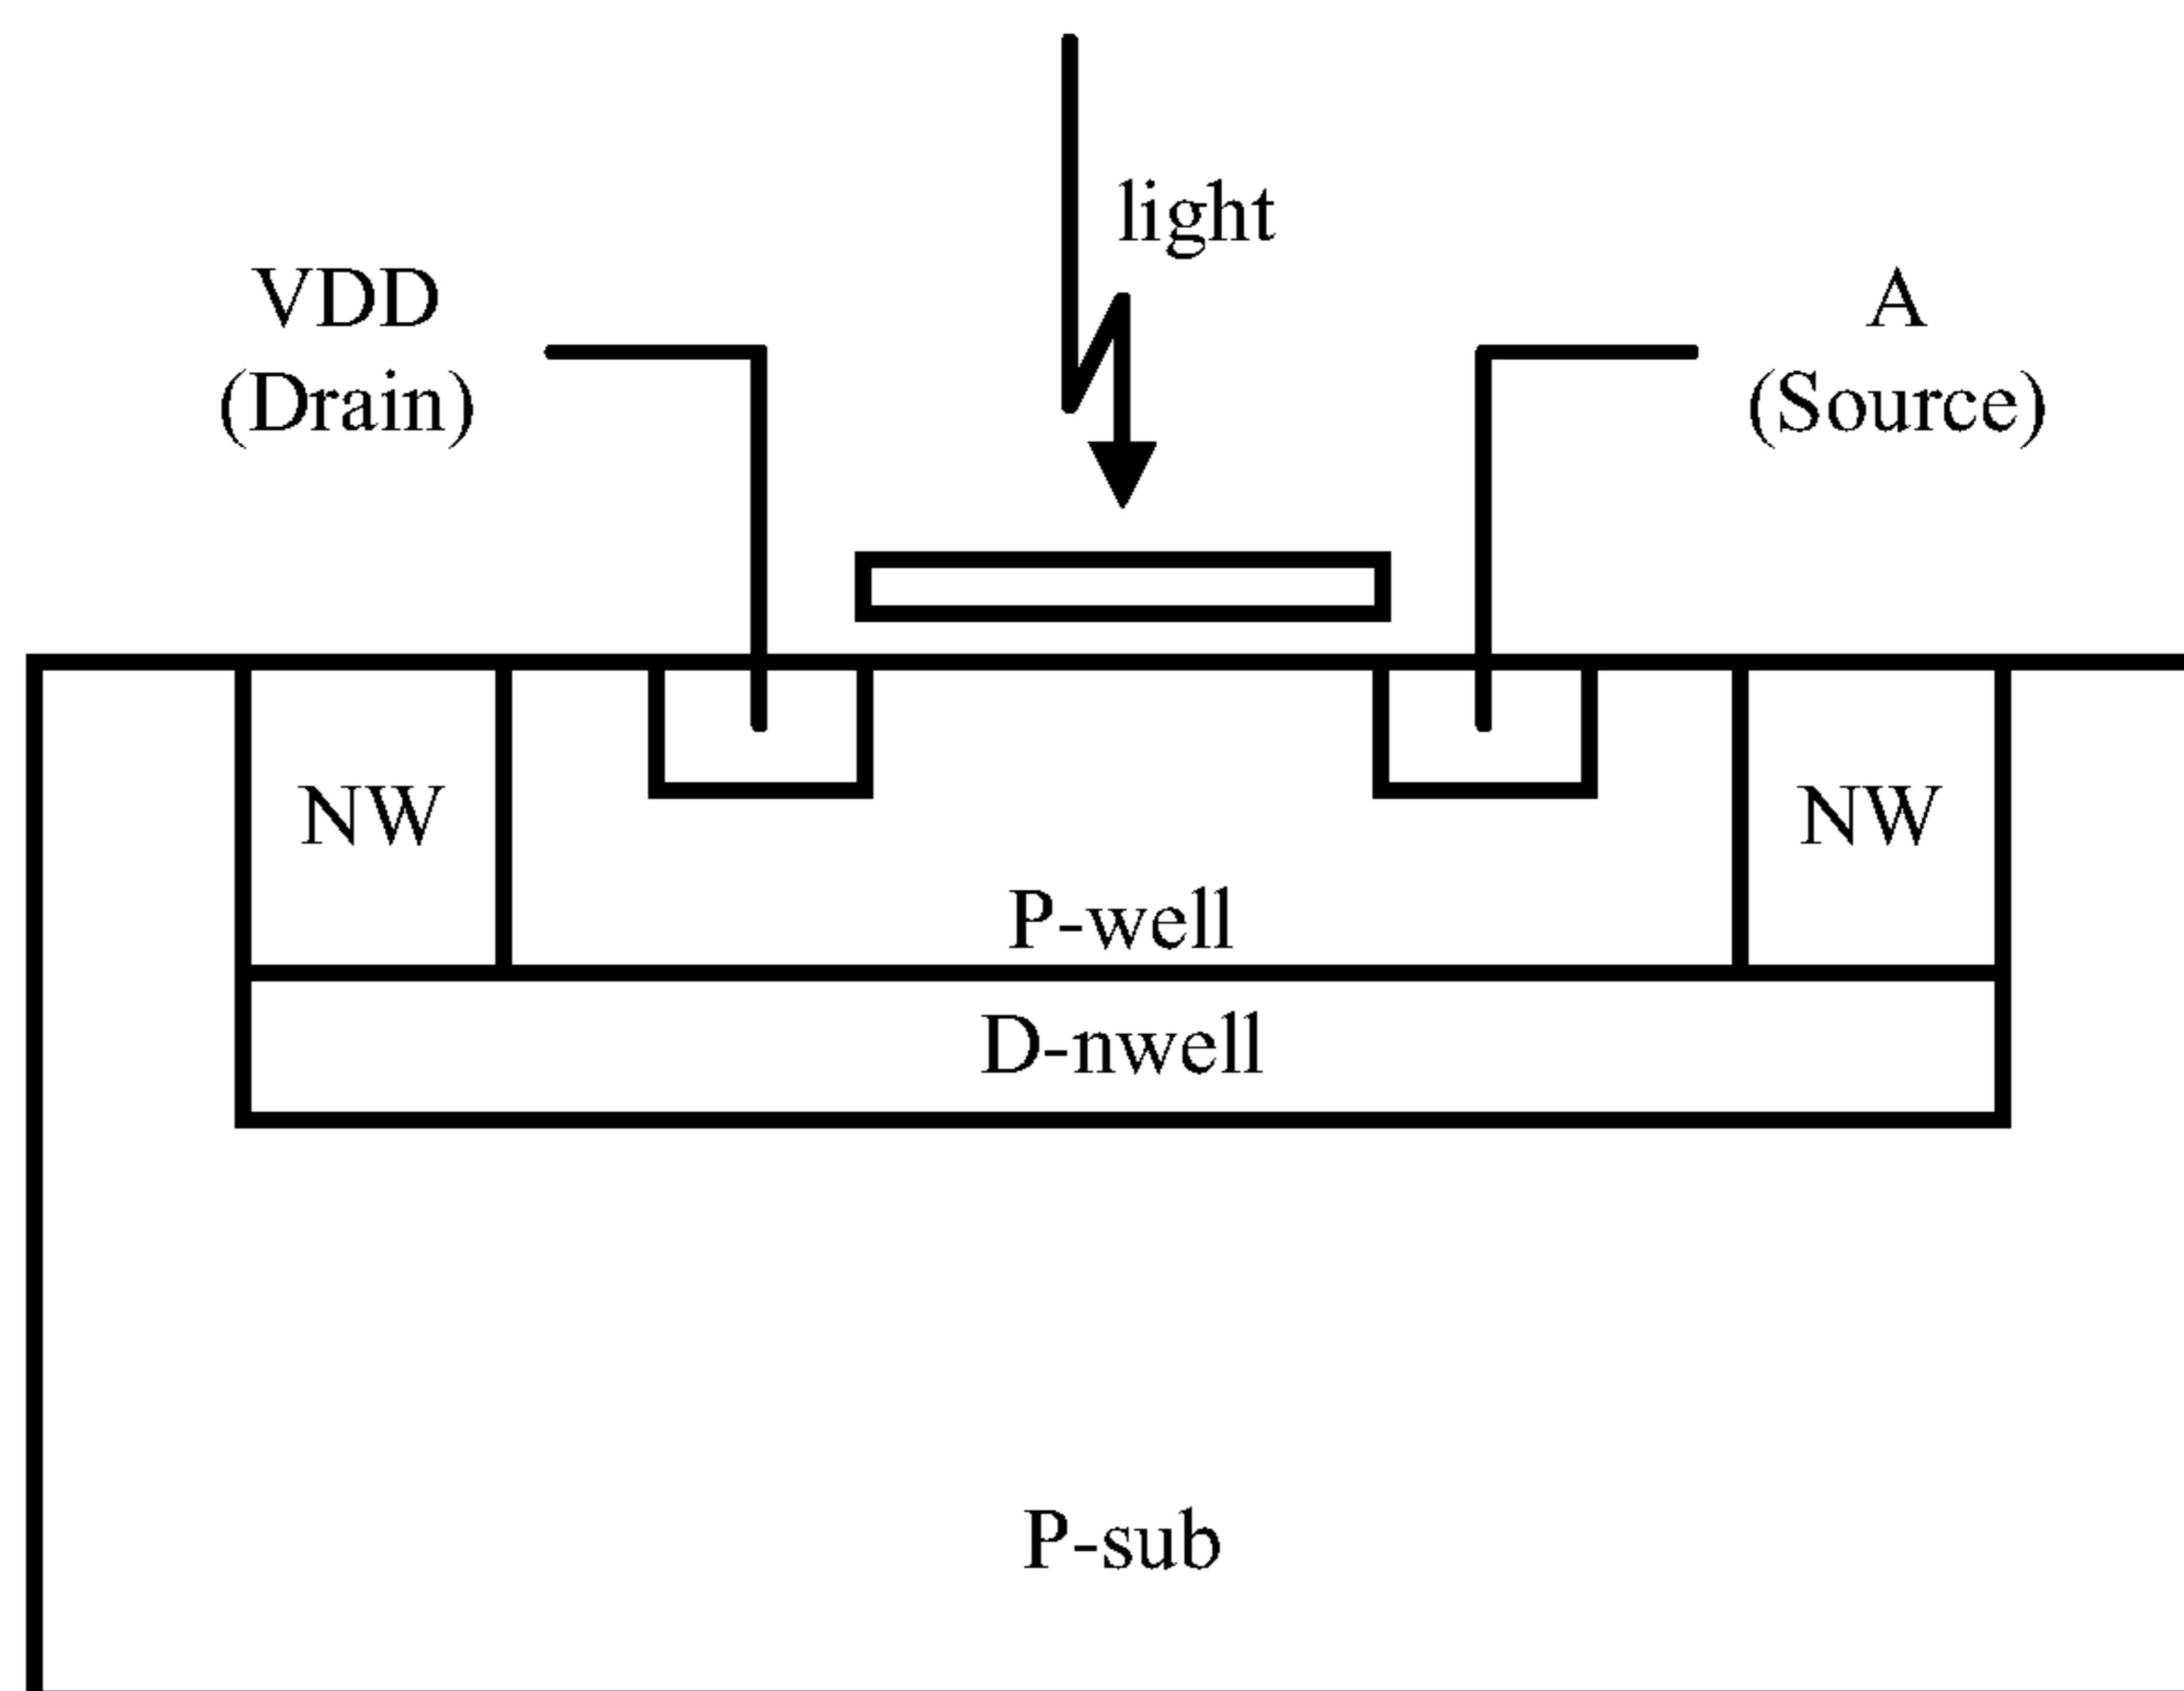 light
VDD
(Drain)
A
(Source)
NW
NW
P-well
D-nwell
P-sub